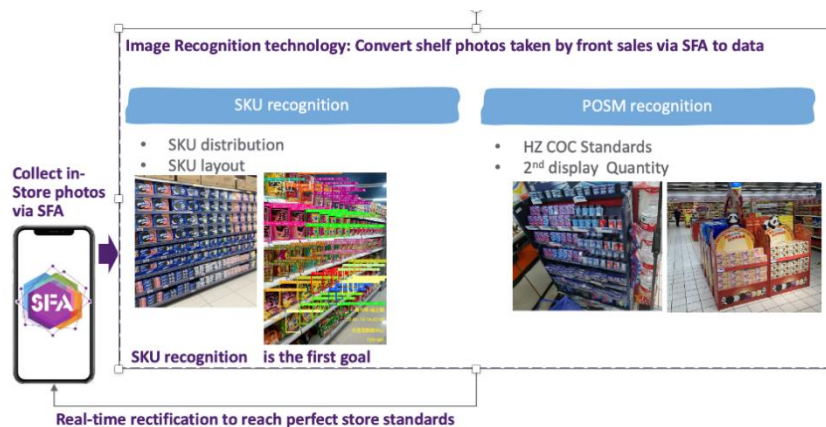 Image Recognition technology: Convert shelf photos taken by front sales via SFA to data
SKU recognition
• SKU distribution
• SKU layout
POSM recognition
• HZ COC Standards
• 2nd display Quantity
Collect in-
Store photos
via SFA
SFA
SKU recognition is the first goal
Real-time rectification to reach perfect store standards